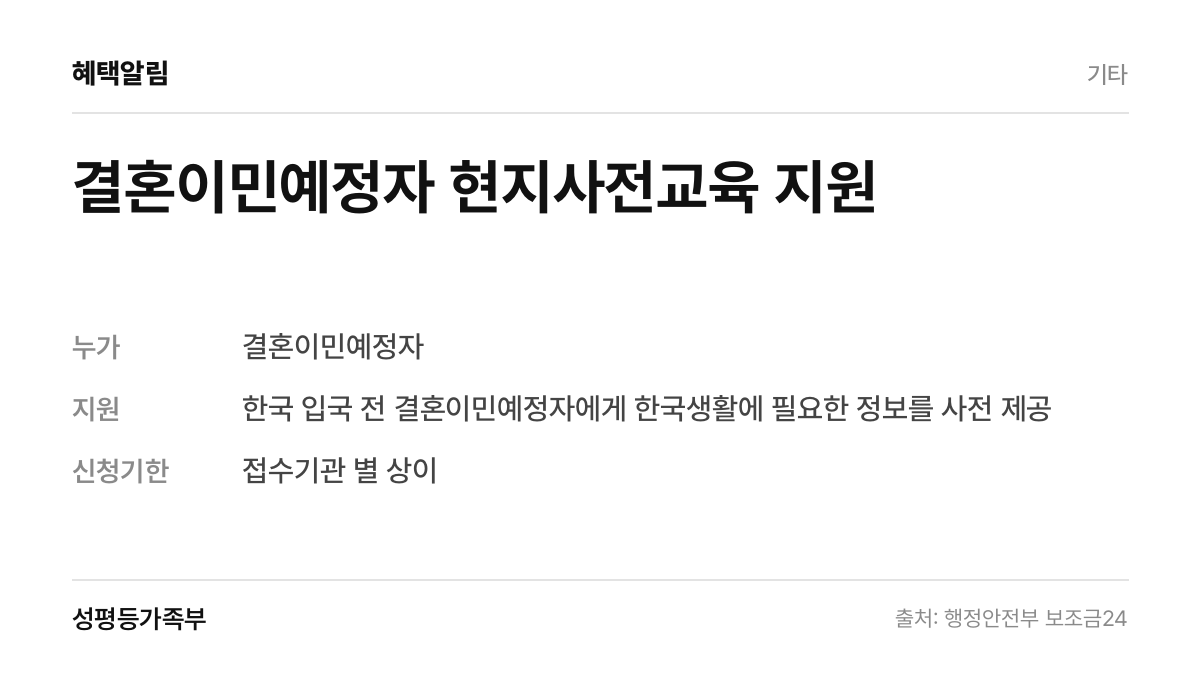 혜택알림
기타
결혼이민예정자 현지사전교육 지원
누가 결혼이민예정자
지원 한국 입국 전 결혼이민예정자에게 한국생활에 필요한 정보를 사전 제공
신청기한 접수기관 별 상이
성평등가족부
출처: 행정안전부 보조금24